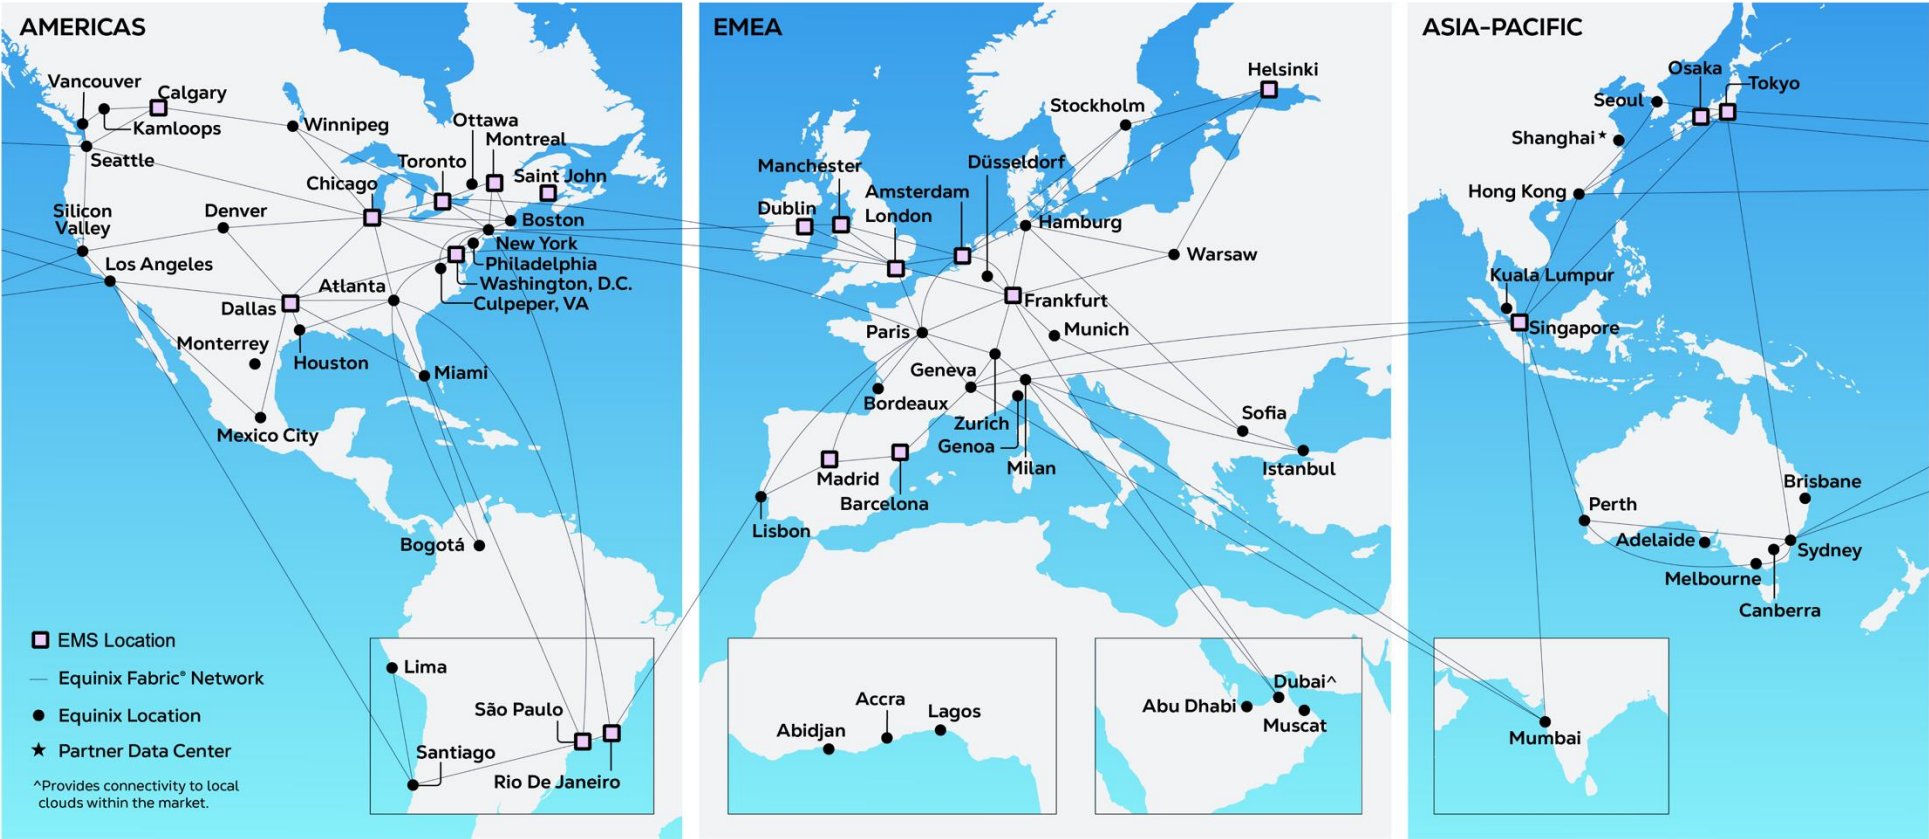 AMERICAS
Vancouver
Calgary
Kamloops
Winnipeg
Ottawa
Montreal
Seattle
Toronto
Saint John
Chicago
Silicon
Valley
Denver
Boston
New York
Los Angeles
Philadelphia
Washington, D.C.
Culpeper, VA
Atlanta
Dallas
Monterrey
Houston
Miami
Mexico City
Bogotá
EMS Location
Equinix Fabric® Network
Equinix Location
★ Partner Data Center
^Provides connectivity to local
clouds within the market.
Lima
São Paulo
Santiago
Rio De Janeiro
EMEA
Helsinki
Stockholm
Manchester
Düsseldorf
Amsterdam
Dublin
London
Hamburg
Warsaw
Frankfurt
Paris
Munich
Geneva
Bordeaux
Zurich
Genoa
Milan
Sofia
Istanbul
Madrid
Barcelona
Lisbon
Abidjan
Accra
Lagos
Dubai^
Abu Dhabi
Muscat
ASIA-PACIFIC
Osaka
Tokyo
Seoul
Shanghai★
Hong Kong
Kuala Lumpur
Singapore
Brisbane
Perth
Adelaide
Sydney
Melbourne
Canberra
Mumbai